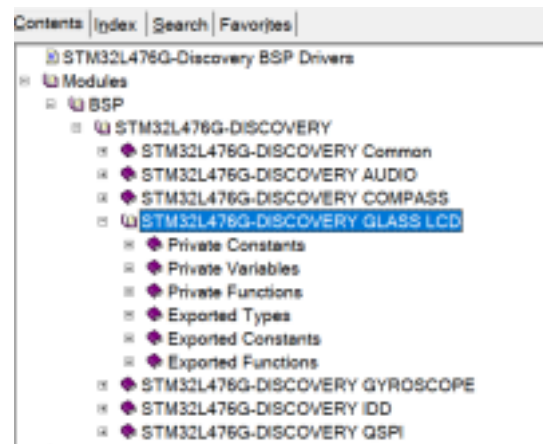 Contents Index Search Favorites
STM32L476G-Discovery BSP Drivers
Modules
BSP
STM32L476G-DISCOVERY
STM32L476G-DISCOVERY Common
STM32L476G-DISCOVERY AUDIO
STM32L476G-DISCOVERY COMPASS
STM32L476G-DISCOVERY GLASS LCD
Private Constants
Private Variables
Private Functions
Exported Types
Exported Constants
Exported Functions
STM32L476G-DISCOVERY GYROSCOPE
STM32L476G-DISCOVERY IDD
STM32L476G-DISCOVERY QSPI